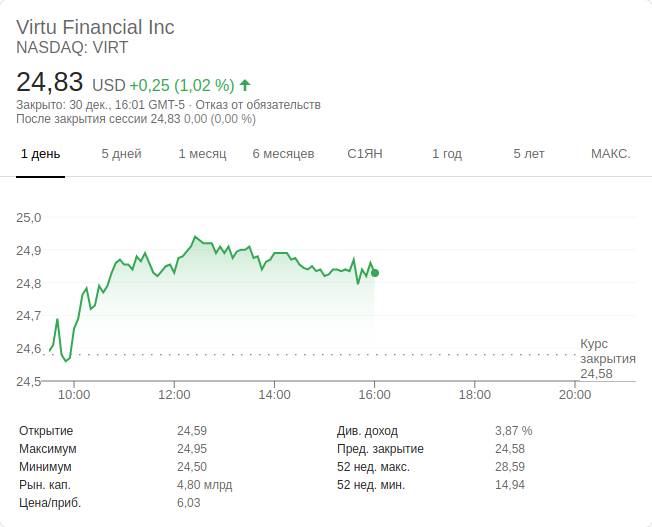 Virtu Financial Inc
NASDAQ: VIRT
24,83 USD +0,25 (1,02 %)
Закрыто: 30 дек., 16:01 GMT-5 · Отказ от обязательств
После закрытия сессии 24,83 0,00 (0,00 %)
1 день 5 дней 1 месяц 6 месяцев С1ЯН 1 год 5 лет МАКС.
25,0
24,9
24,8
24,7
24,6
24,5
Курс
закрытия
24,58
10:00 12:00 14:00 16:00 18:00 20:00
Открытие 24,59 Див. доход 3,87 %
Максимум 24,95 Пред. закрытие 24,58
Минимум 24,50 52 нед. макс. 28,59
Рын. кап. 4,80 млрд 52 нед. мин. 14,94
Цена/приб. 6,03